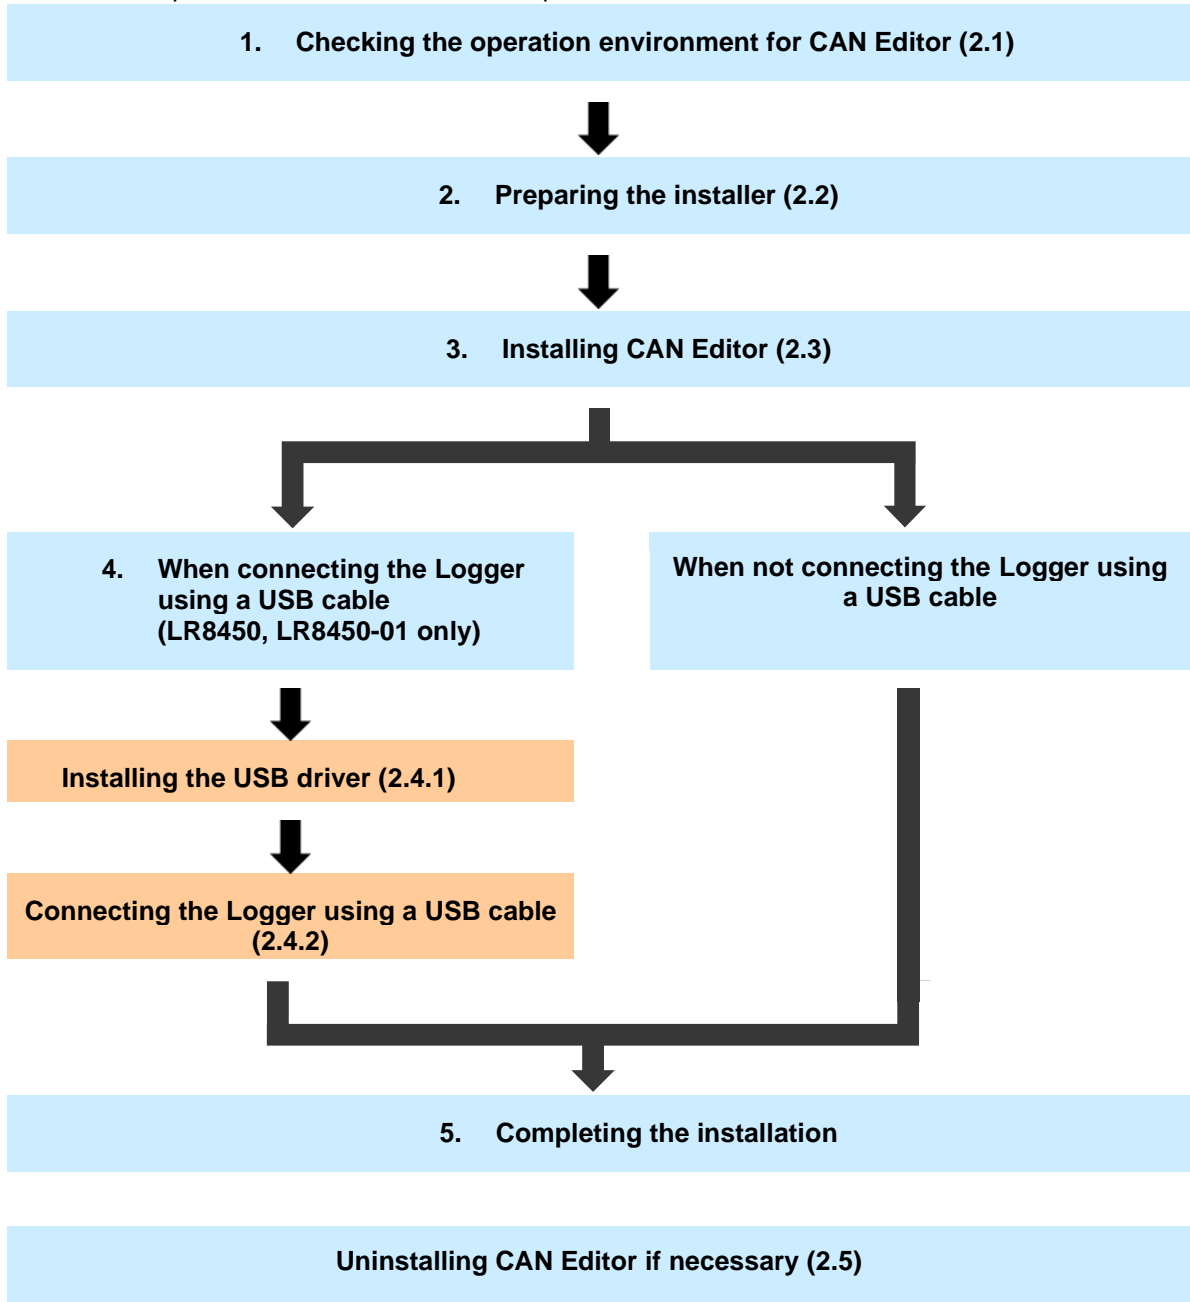 1. Checking the operation environment for CAN Editor (2.1)
2. Preparing the installer (2.2)
3. Installing CAN Editor (2.3)
4. When connecting the Logger
using a USB cable
(LR8450, LR8450-01 only)
When not connecting the Logger using
a USB cable
Installing the USB driver (2.4.1)
Connecting the Logger using a USB cable
(2.4.2)
5. Completing the installation
Uninstalling CAN Editor if necessary (2.5)